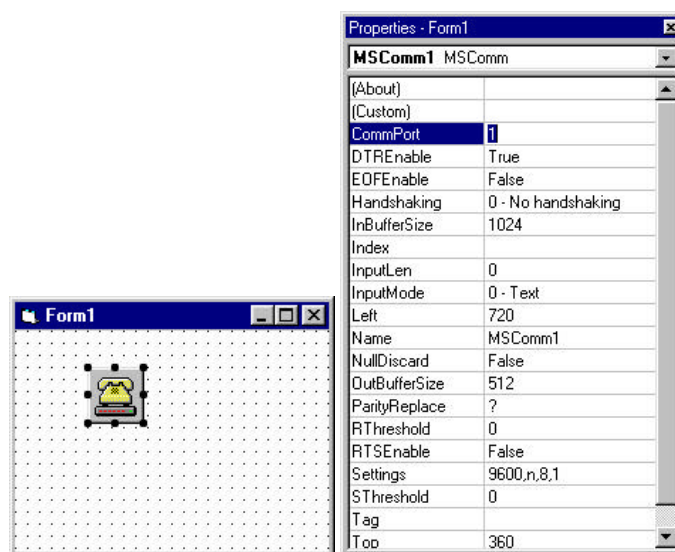 Properties - Form1
MSComm1 MSComm
(About)
(Custom)
CommPort 1
DTREnable True
EOFEnable False
Handshaking 0 - No handshaking
InBufferSize 1024
Index
InputLen 0
InputMode 0 - Text
Left 720
Name MSComm1
NullDiscard False
OutBufferSize 512
ParityReplace ?
RThreshold 0
RTSEnable False
Settings 9600,n,8,1
SThreshold 0
Tag
Top 360
Form1